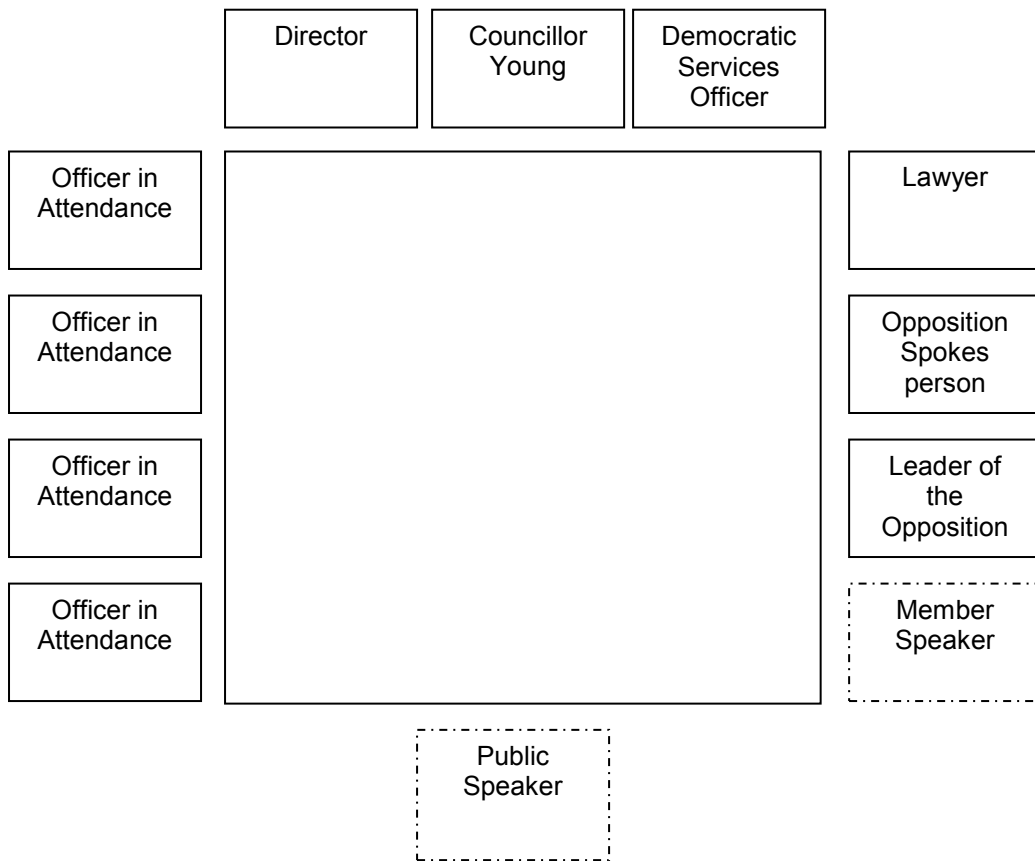 Director
Councillor
Young
Democratic
Services
Officer
Officer in
Attendance
Lawyer
Officer in
Attendance
Opposition
Spokes
person
Officer in
Attendance
Leader of
the
Opposition
Officer in
Attendance
Member
Speaker
Public
Speaker